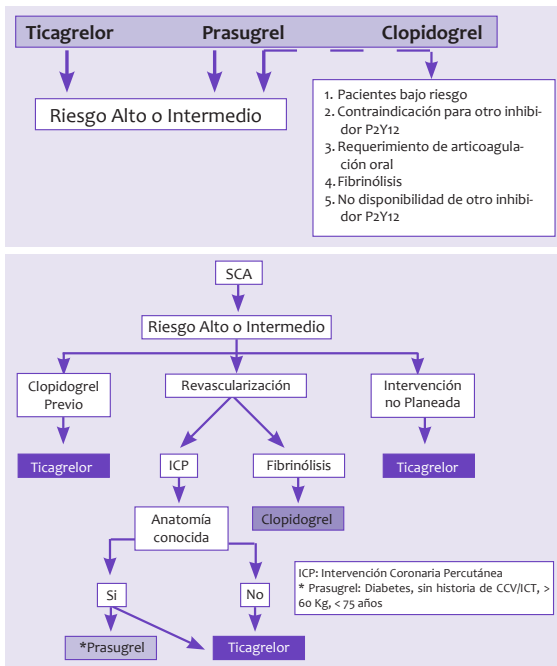 Ticagrelor Prasugrel Clopidogrel
Riesgo Alto o Intermedio
1. Pacientes bajo riesgo
2. Contraindicación para otro inhibi-
dor P2Y12
3. Requerimiento de articoagula-
ción oral
4. Fibrinólisis
5. No disponibilidad de otro inhibi-
dor P2Y12
SCA
Riesgo Alto o Intermedio
Clopidogrel
Previo
Revascularización
Intervención
no Planeada
Ticagrelor
ICP
Fibrinólisis
Ticagrelor
Anatomía
conocida
Clopidogrel
ICP: Intervención Coronaria Percutánea
* Prasugrel: Diabetes, sin historia de CCV/ICT, >
60 Kg, < 75 años
Si
No
*Prasugrel
Ticagrelor